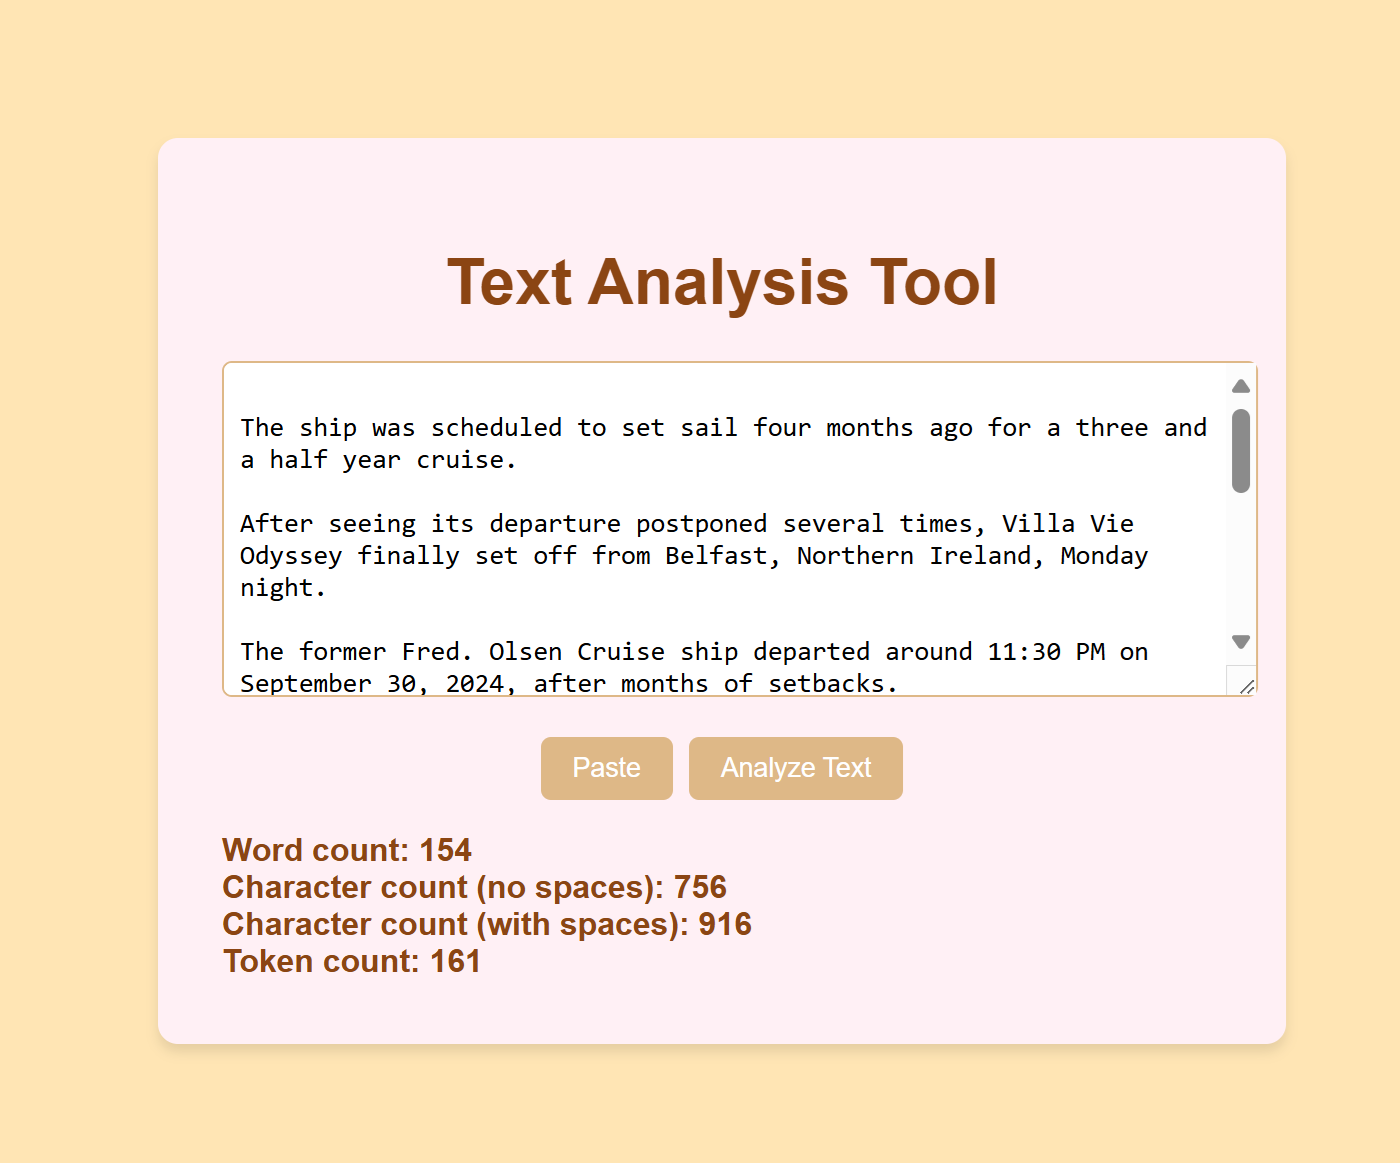 Text Analysis Tool
The ship was scheduled to set sail four months ago for a three and
a half year cruise.
After seeing its departure postponed several times, Villa Vie
Odyssey finally set off from Belfast, Northern Ireland, Monday
night.
The former Fred. Olsen Cruise ship departed around 11:30 PM on
September 30, 2024, after months of setbacks.
Paste
Analyze Text
Word count: 154
Character count (no spaces): 756
Character count (with spaces): 916
Token count: 161